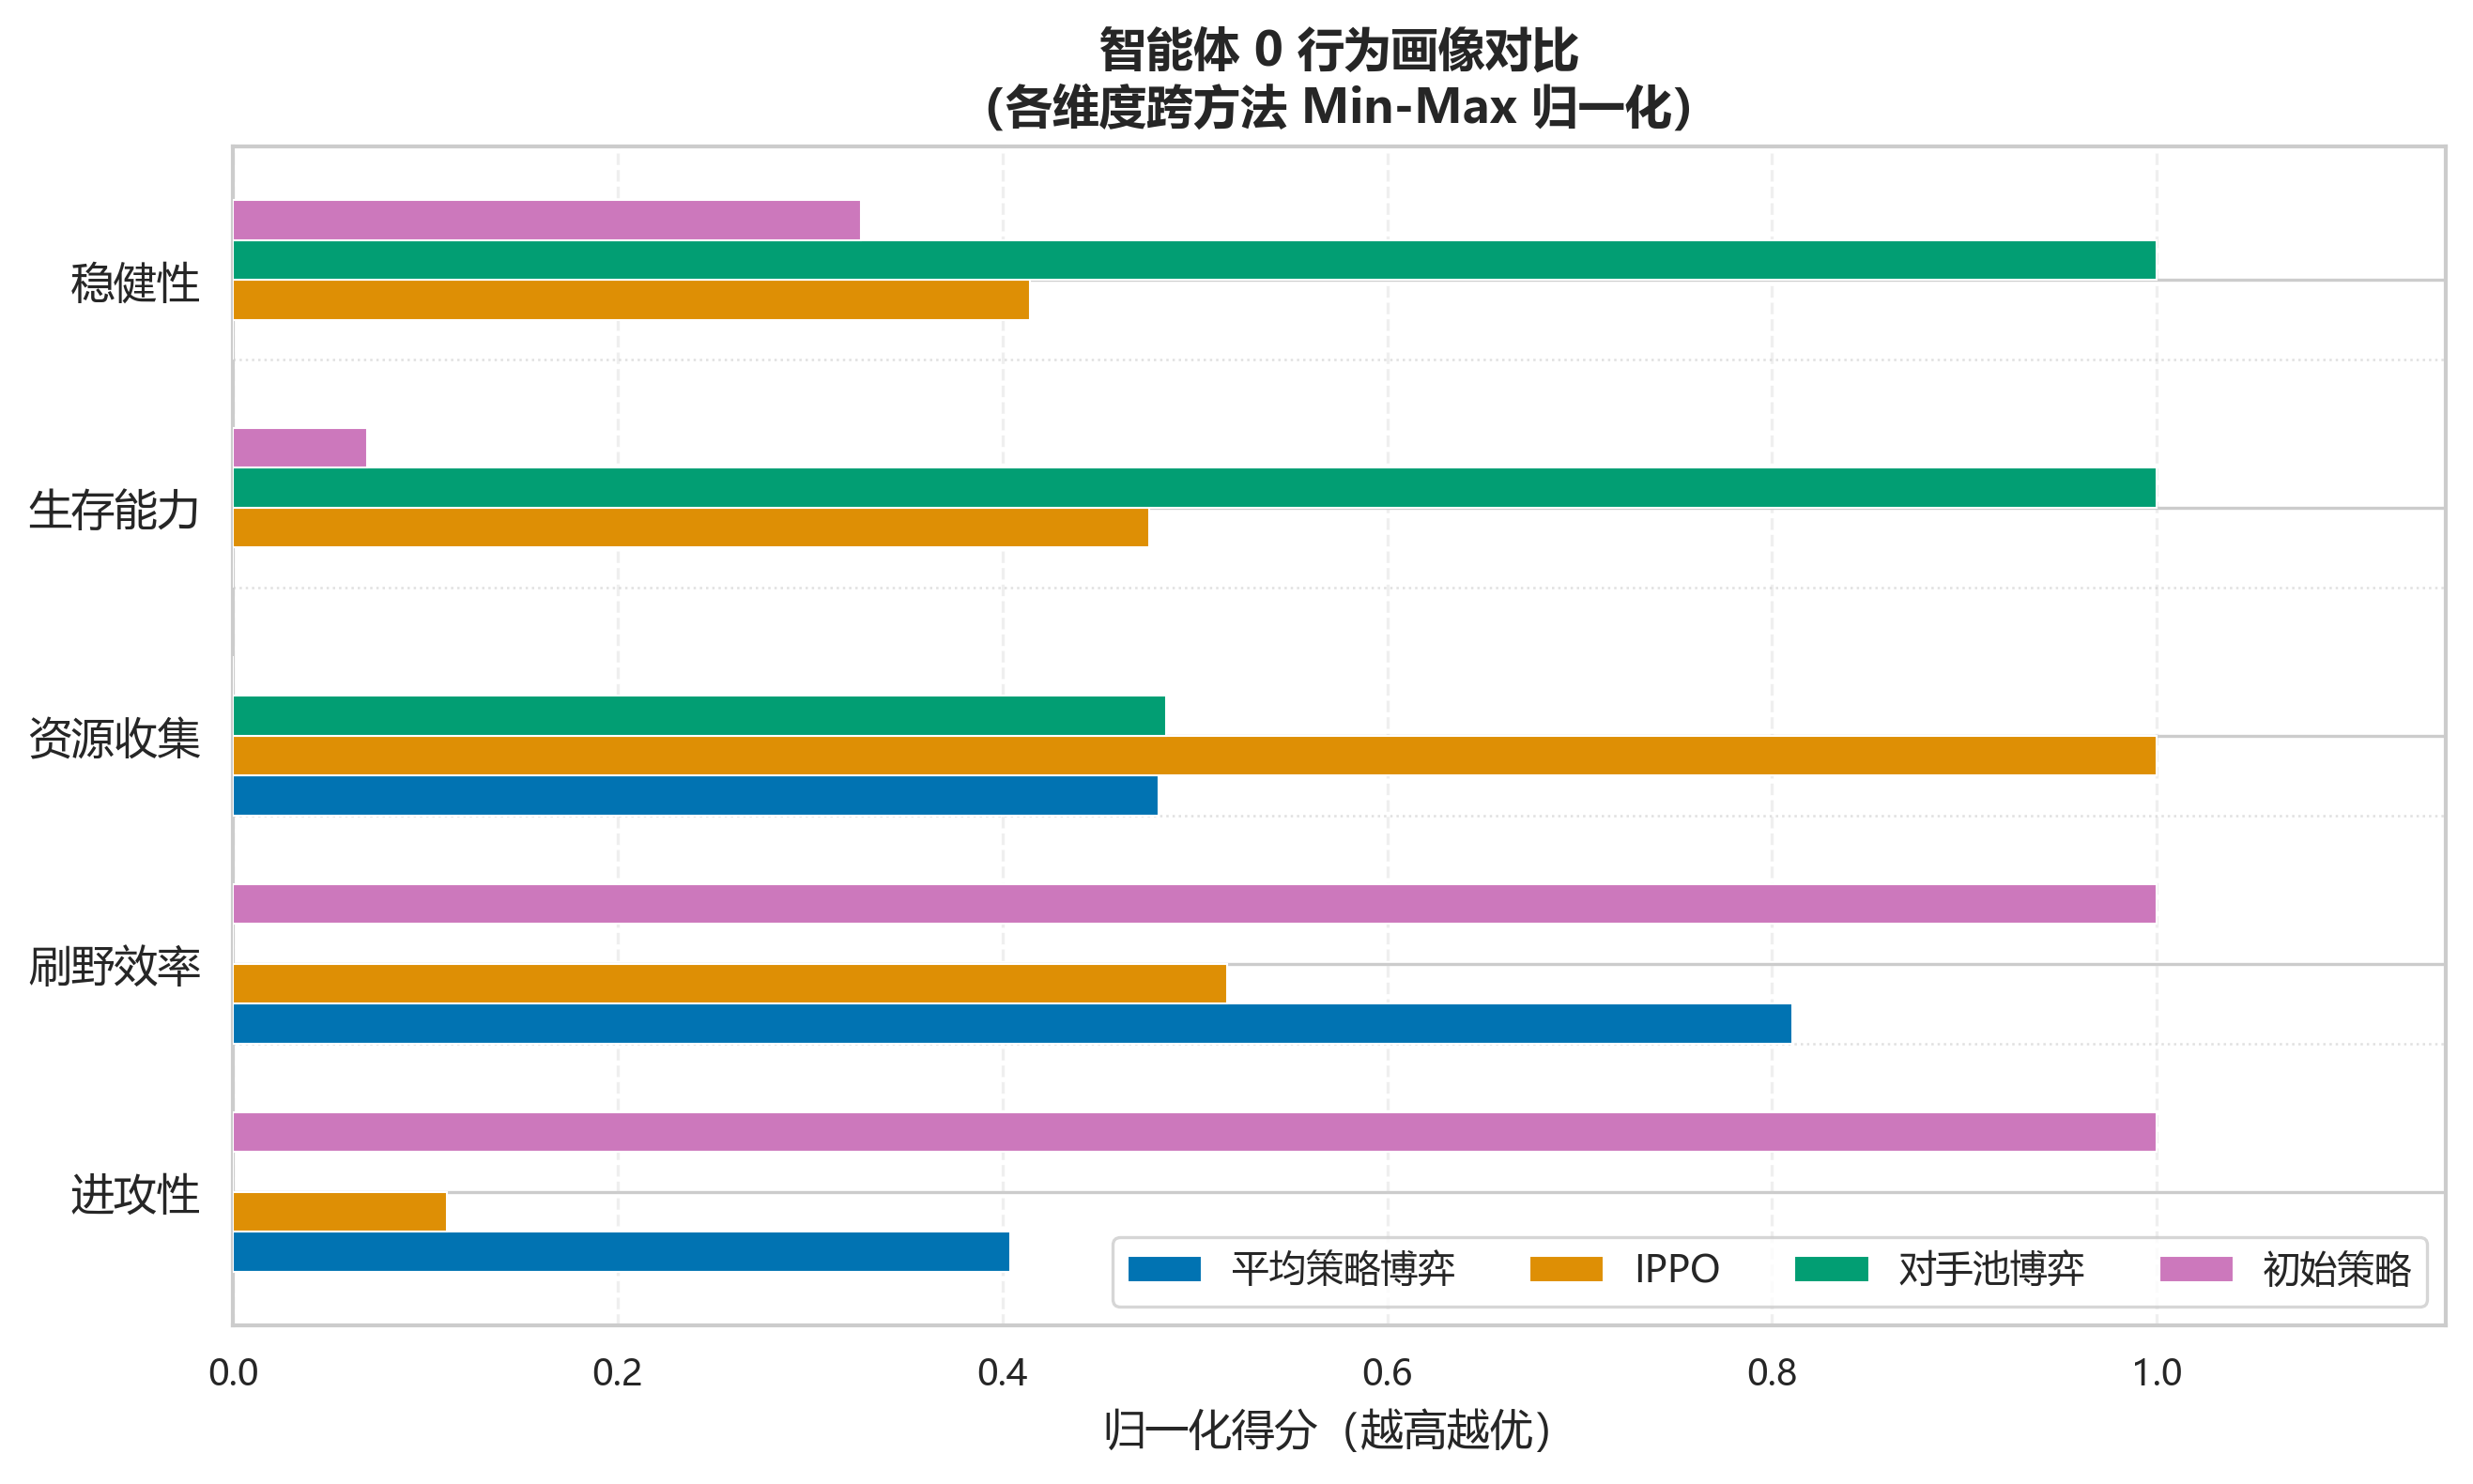 智能体 0 行为画像对比
(各维度跨方法 Min-Max 归一化)
稳健性
生存能力
资源收集
刷野效率
进攻性
平均策略博弈 IPPO 对手池博弈 初始策略
0.0 0.2 0.4 0.6 0.8 1.0
归一化得分（越高越优）